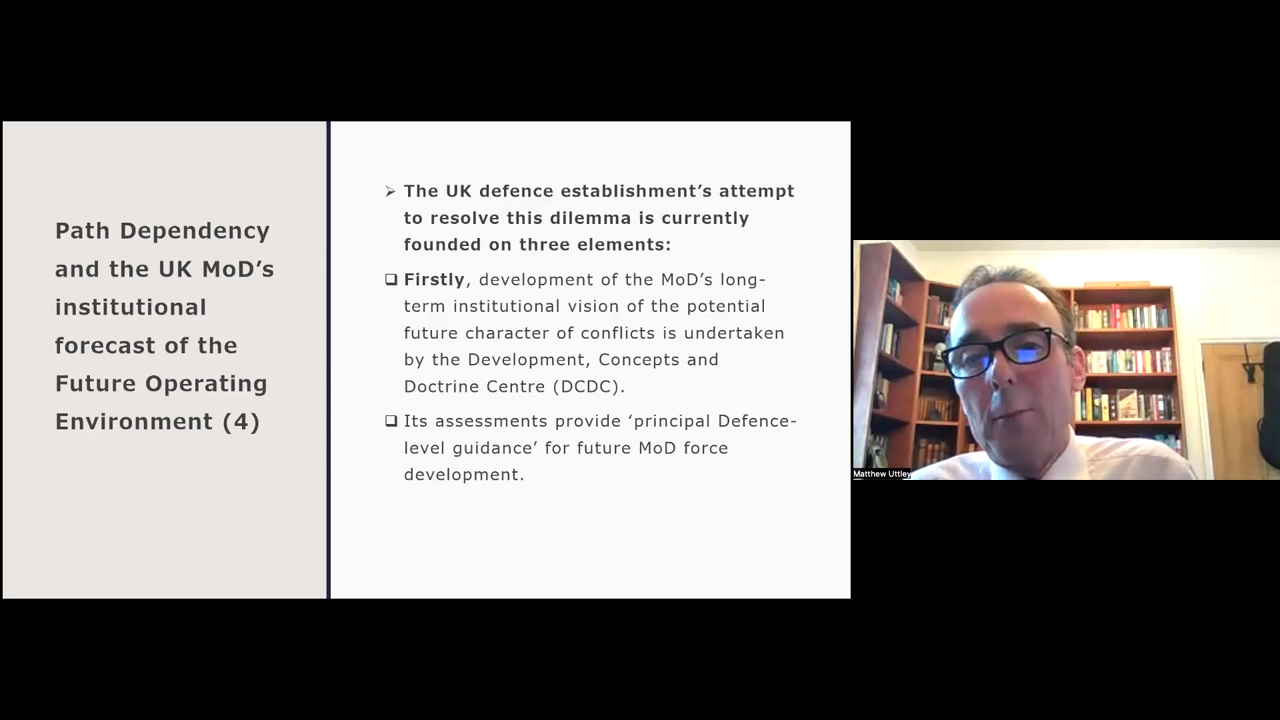 Path Dependency
and the UK MoD’s
institutional
forecast of the
Future Operating
Environment (4)
➢ The UK defence establishment’s attempt
to resolve this dilemma is currently
founded on three elements:
❑ Firstly, development of the MoD’s long-
term institutional vision of the potential
future character of conflicts is undertaken
by the Development, Concepts and
Doctrine Centre (DCDC).
❑ Its assessments provide ‘principal Defence-
level guidance’ for future MoD force
development.
Matthew Uttley